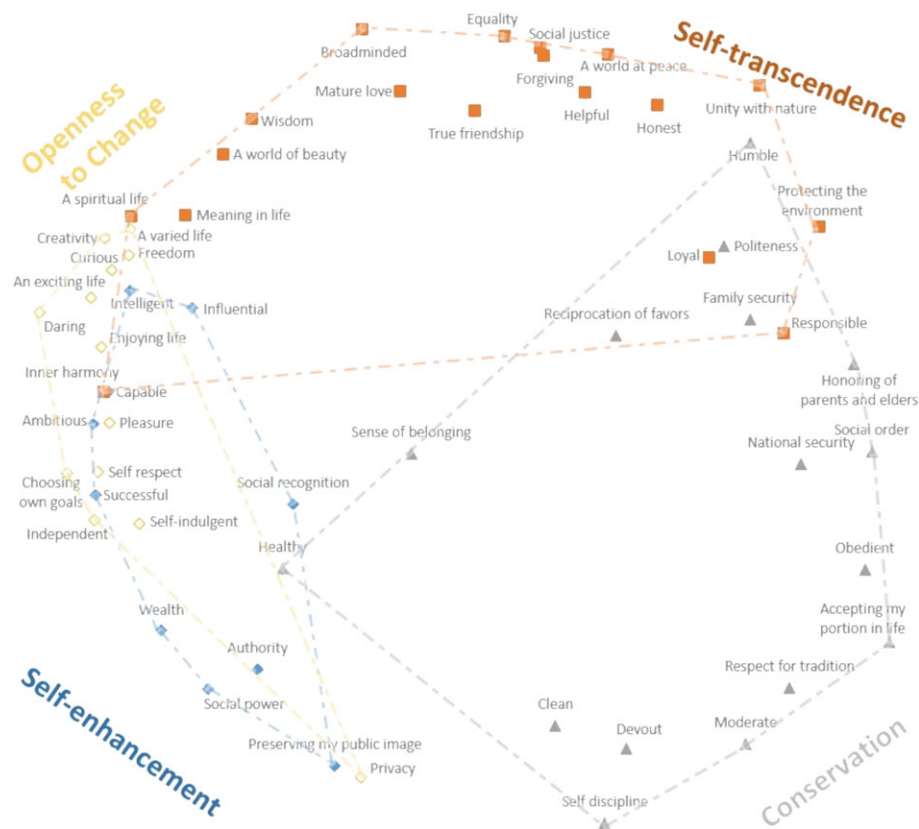 Equality
Social justice
Broadminded
Forgiving
A world at peace
Self-transcendence
Mature love
Helpful
Unity with nature
Openness
to Change
Wisdom
True friendship
Honest
A world of beauty
Humble
A spiritual life
Meaning in life
Protecting the
environment
Creativity
A varied life
Curious
Freedom
Loyal
Politeness
An exciting life
Intelligent
Influential
Family security
Daring
Enjoying life
Reciprocation of favors
Responsible
Inner harmony
Capable
Honoring of
parents and elders
Ambitious
Pleasure
Sense of belonging
Social order
National security
Self respect
Choosing
own goals
Successful
Social recognition
Independent
Self-indulgent
Healthy
Obedient
Wealth
Accepting my
portion in life
Authority
Respect for tradition
Self-enhancement
Social power
Clean
Devout
Moderate
Preserving my public image
Privacy
Conservation
Self discipline